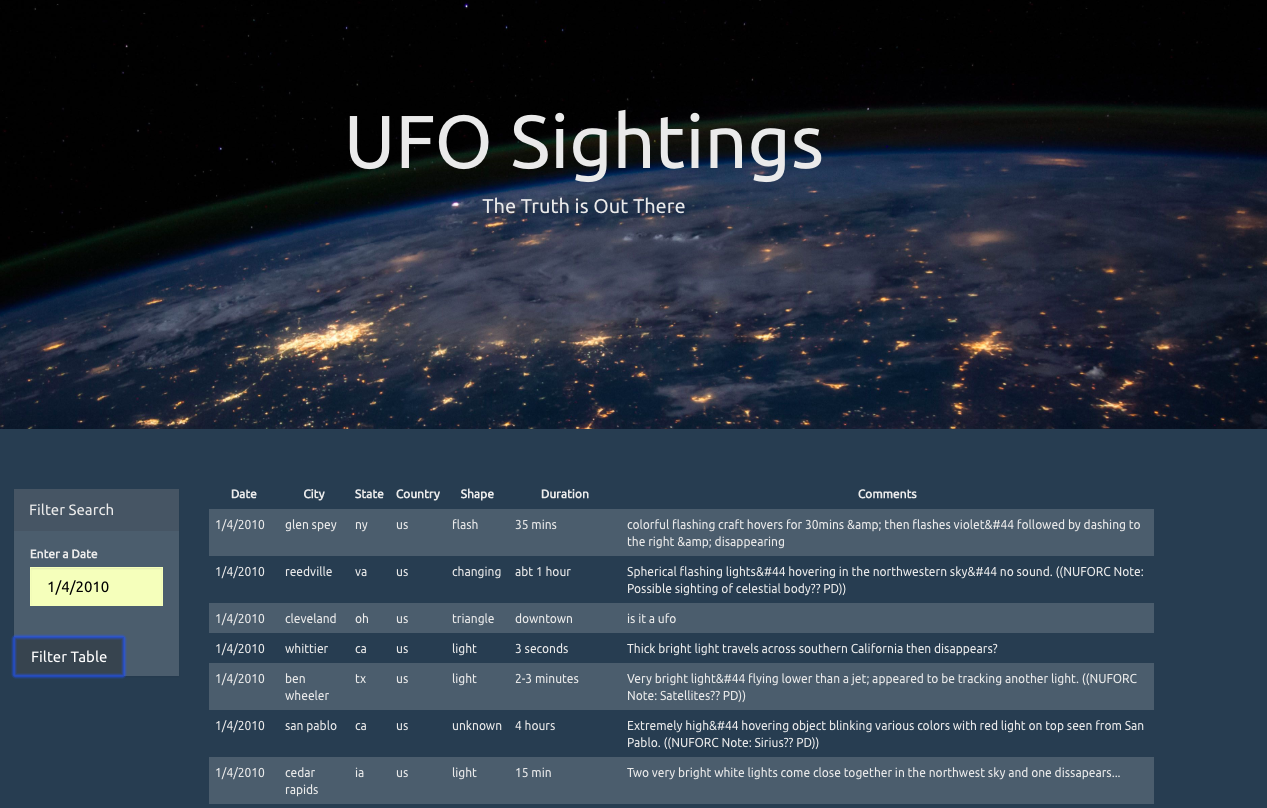 UFO Sightings
The Truth is Out There
Filter Search
Enter a Date
1/4/2010
Filter Table
Date City State Country Shape Duration Comments
1/4/2010 glen spey ny us flash 35 mins colorful flashing craft hovers for 30mins &amp; then flashes violet&#44 followed by dashing to
the right &amp; disappearing
1/4/2010 reedville va us changing abt 1 hour Spherical flashing lights&#44 hovering in the northwestern sky&#44 no sound. ((NUFORC Note:
Possible sighting of celestial body?? PD))
1/4/2010 cleveland oh us triangle downtown is it a ufo
1/4/2010 whittier ca us light 3 seconds Thick bright light travels across southern California then disappears?
1/4/2010 ben tx us light 2-3 minutes Very bright light&#44 flying lower than a jet; appeared to be tracking another light. ((NUFORC
wheeler Note: Satellites?? PD))
1/4/2010 san pablo ca us unknown 4 hours Extremely high&#44 hovering object blinking various colors with red light on top seen from San
Pablo. ((NUFORC Note: Sirius?? PD))
1/4/2010 cedar ia us light 15 min Two very bright white lights come close together in the northwest sky and one dissapears...
rapids